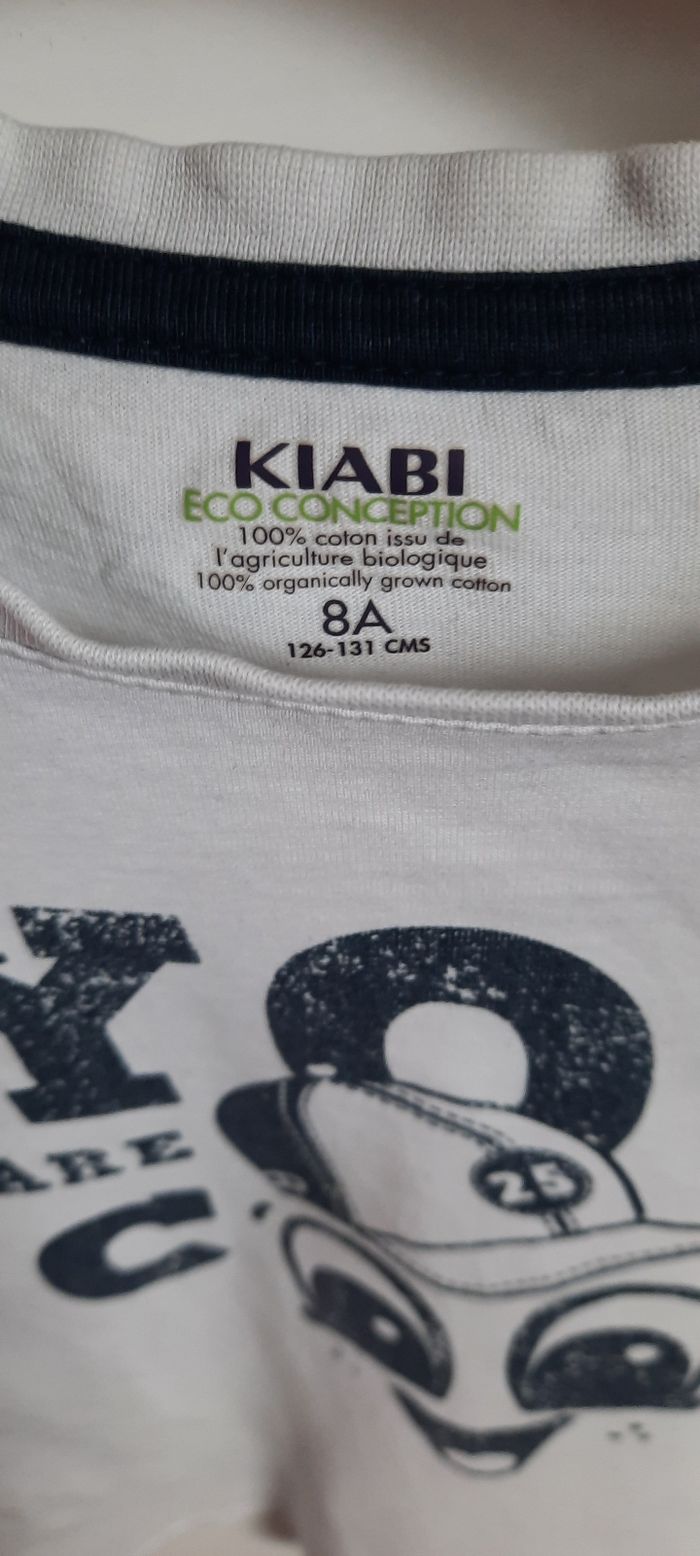 KIABI
ECO CONCEPTION
100% coton issu de
l'agriculture biologique
100% organically grown cotton
8A
126-131 CMS
Y
ARE
C
25